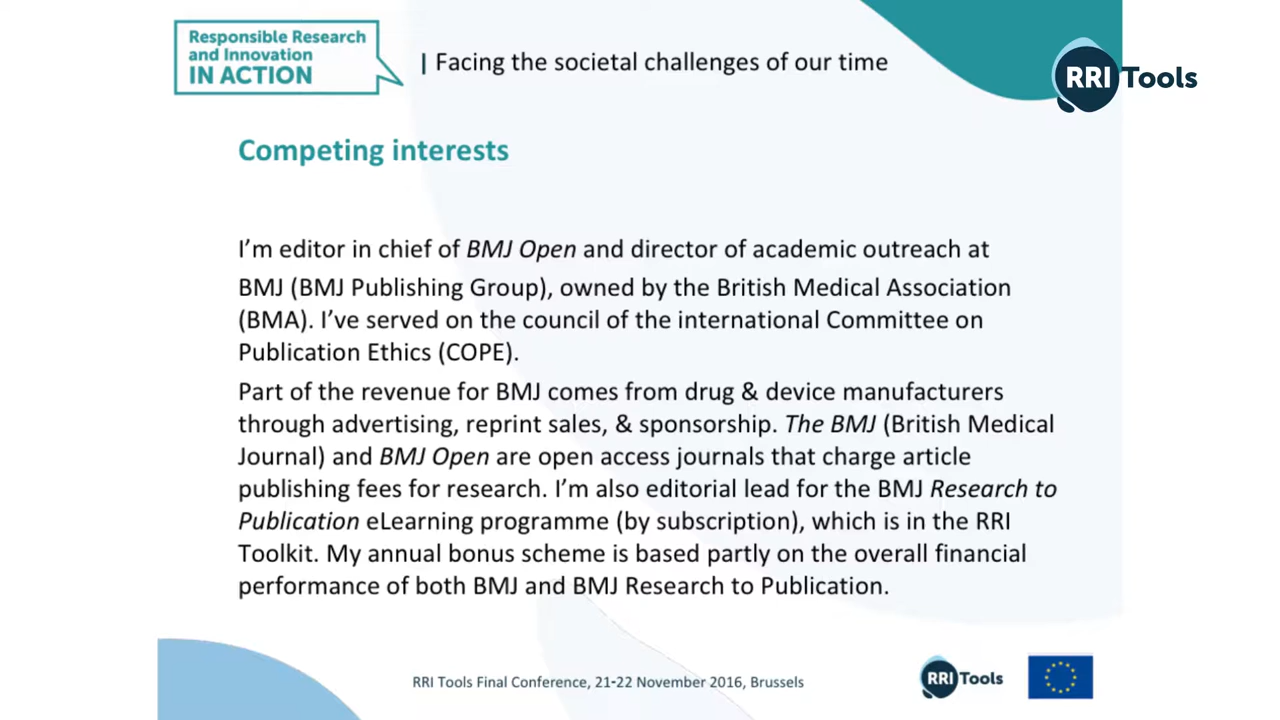 Responsible Research
and Innovation
IN ACTION
| Facing the societal challenges of our time
RRI Tools
Competing interests
I'm editor in chief of BMJ Open and director of academic outreach at
BMJ (BMJ Publishing Group), owned by the British Medical Association
(BMA). I've served on the council of the international Committee on
Publication Ethics (COPE).
Part of the revenue for BMJ comes from drug & device manufacturers
through advertising, reprint sales, & sponsorship. The BMJ (British Medical
Journal) and BMJ Open are open access journals that charge article
publishing fees for research. I'm also editorial lead for the BMJ Research to
Publication eLearning programme (by subscription), which is in the RRI
Toolkit. My annual bonus scheme is based partly on the overall financial
performance of both BMJ and BMJ Research to Publication.
RRI Tools Final Conference, 21-22 November 2016, Brussels
RRI Tools